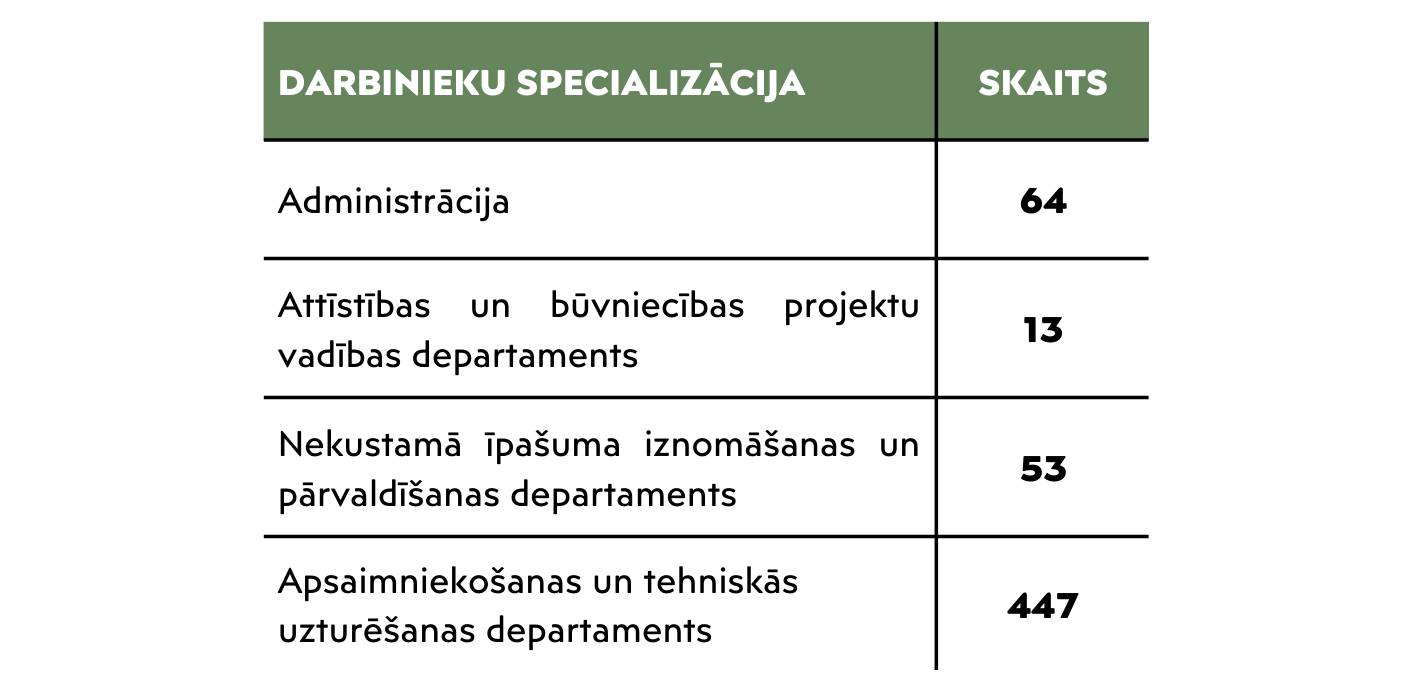 DARBINIEKU SPECIALIZĀCIJA SKAITS
Administrācija 64
Attīstības un būvniecības projektu
vadības departaments
13
Nekustamā īpašuma iznomāšanas un
pārvaldīšanas departaments
53
Apsaimniekošanas un tehniskās
uzturēšanas departaments
447